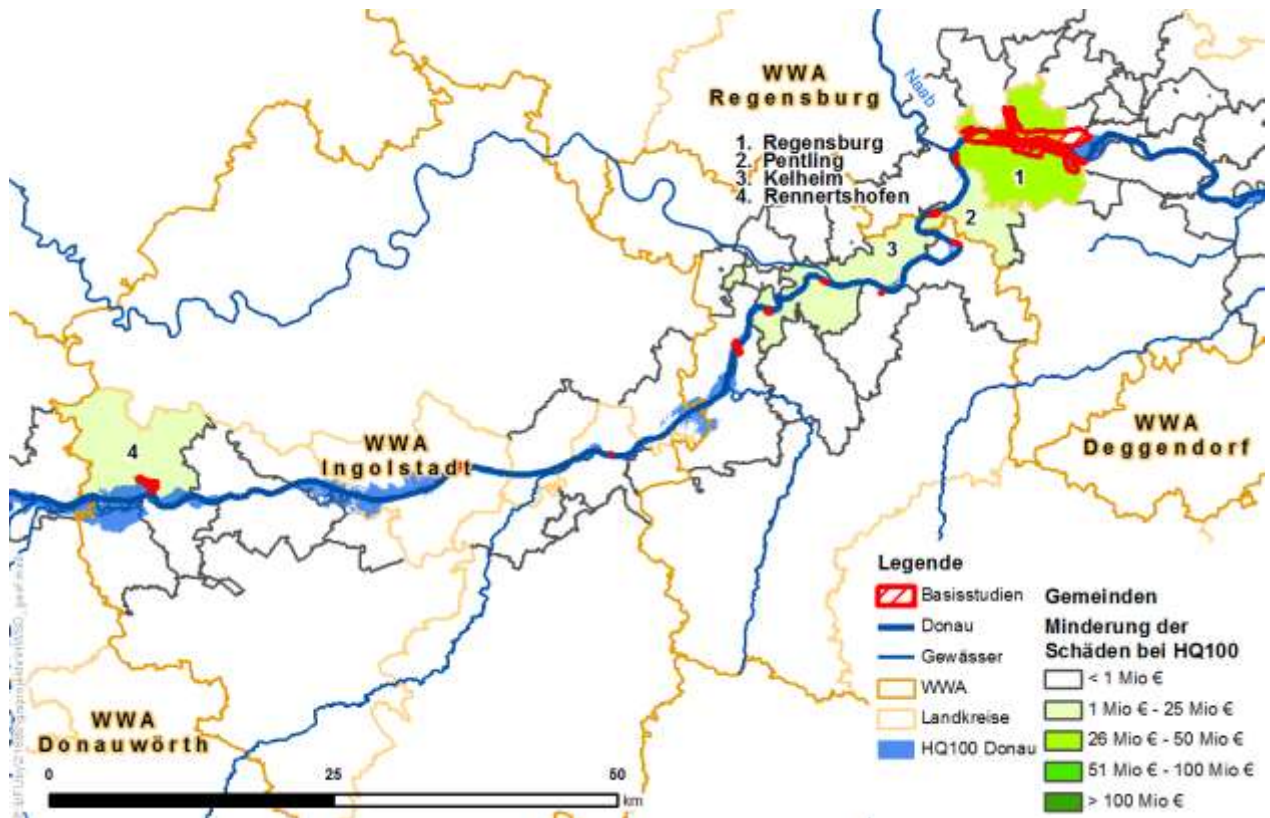 WWA
Regensburg
Naab
1. Regensburg
2. Pentling
3. Kelheim
4. Rennertshofen
1
2
3
4
WWA
Ingolstadt
WWA
Deggendorf
WWA
Donauwörth
Legende
Basisstudien
Donau
Gewässer
WWA
Landkreise
HQ100 Donau
Gemeinden
Minderung der
Schäden bei HQ100
< 1 Mio €
1 Mio € - 25 Mio €
26 Mio € - 50 Mio €
51 Mio € - 100 Mio €
> 100 Mio €
0 25 50
km